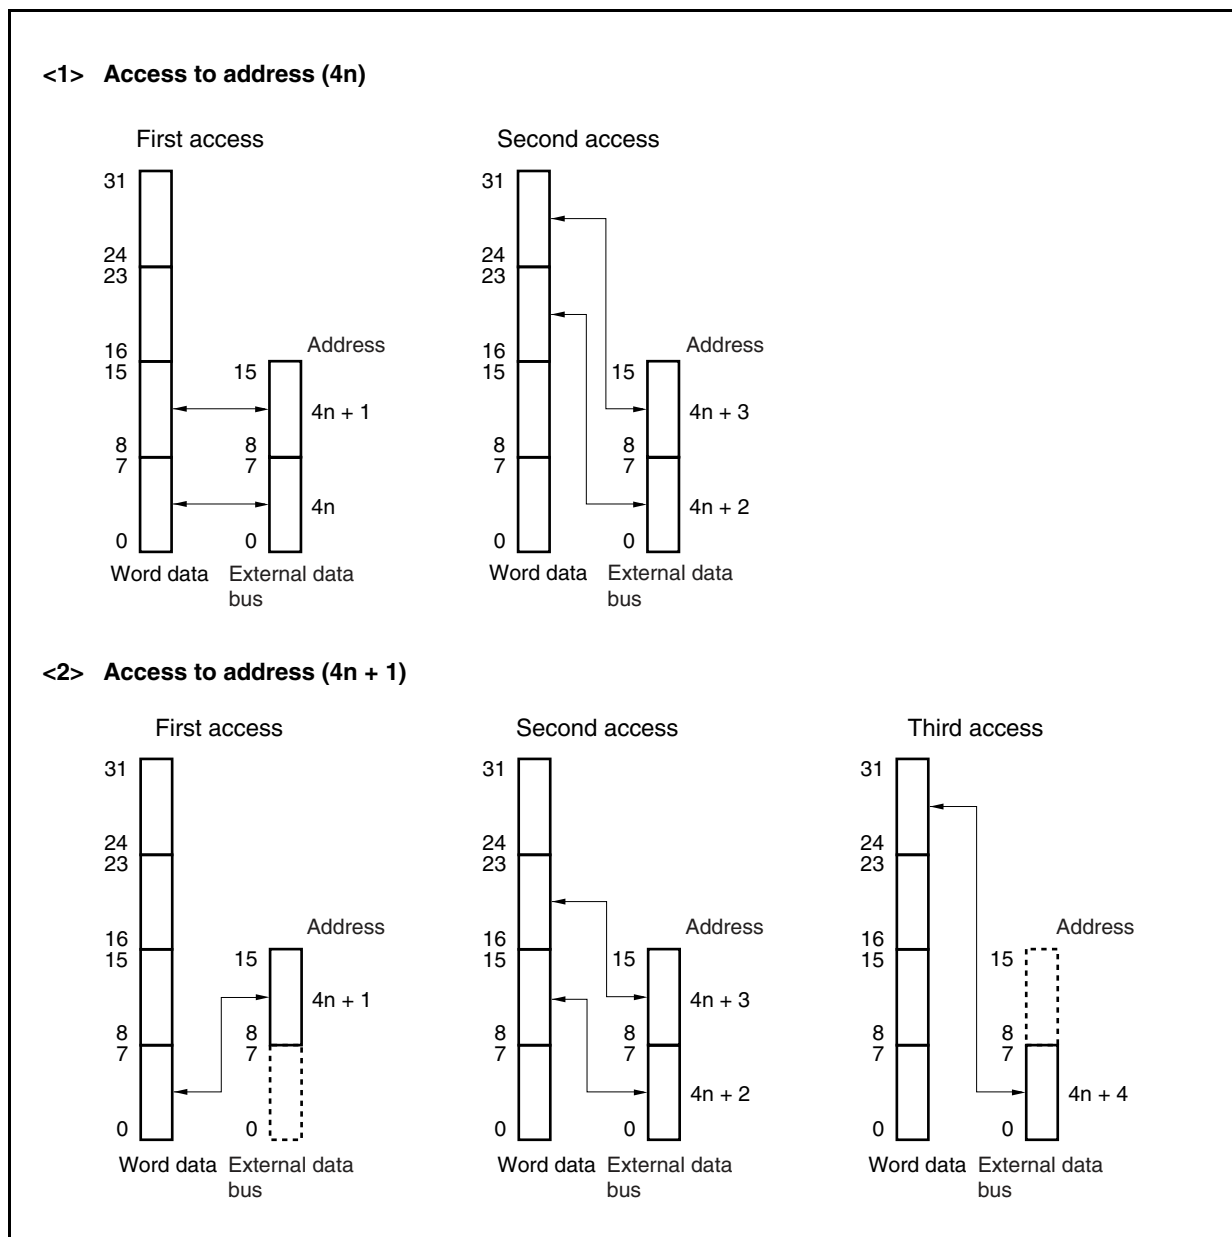 <1> Access to address (4n)
First access
31
24
23
16
15
8
7
0
Address
15
4n + 1
8
7
4n
0
Word data
External data
bus
Second access
31
24
23
16
15
8
7
0
Address
15
4n + 3
8
7
4n + 2
0
Word data
External data
bus
<2> Access to address (4n + 1)
First access
31
24
23
16
15
8
7
0
Address
15
4n + 1
8
7
0
Word data
External data
bus
Second access
31
24
23
16
15
8
7
0
Address
15
4n + 3
8
7
4n + 2
0
Word data
External data
bus
Third access
31
24
23
16
15
8
7
0
Address
15
8
7
4n + 4
0
Word data
External data
bus